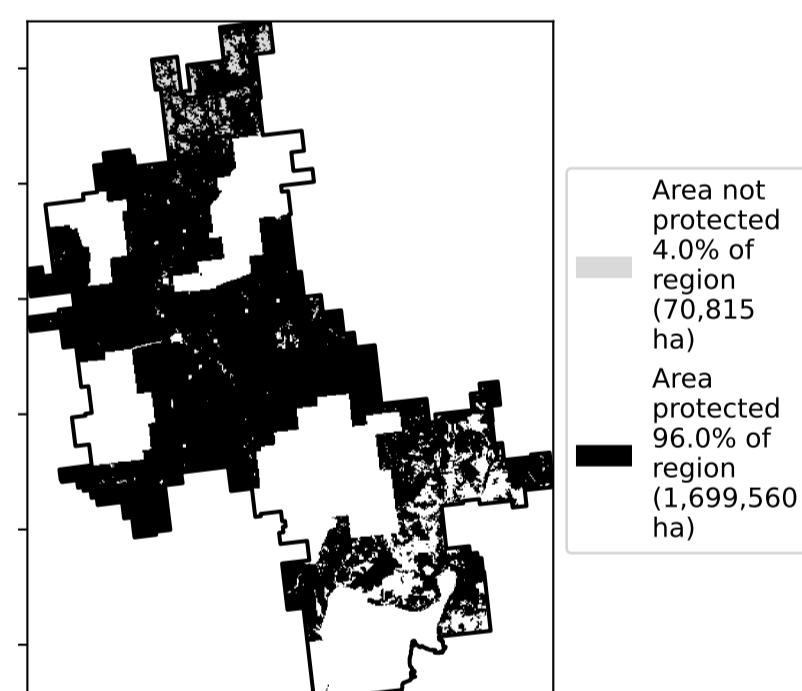 Area not
protected
4.0% of
region
(70,815
ha)
Area
protected
96.0% of
region
(1,699,560
ha)